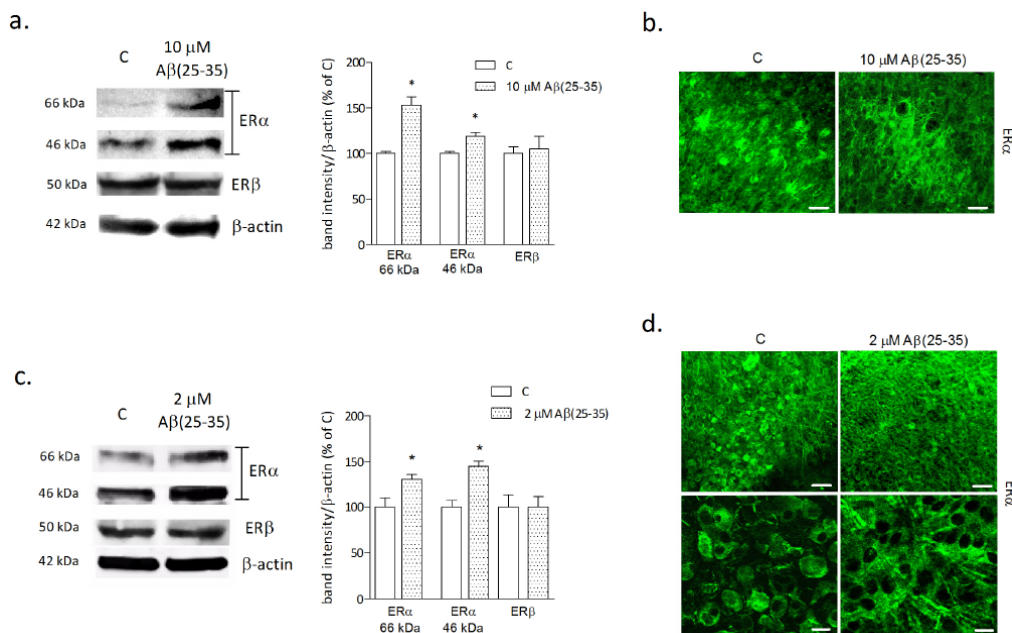 a.
C
10 μM
Aβ(25-35)
66 kDa
46 kDa
ERα
50 kDa
ERβ
42 kDa
β-actin
band intensity/β-actin (% of C)
200
150
100
50
0
C
10 μM Aβ(25-35)
*
*
ERα
66 kDa
ERα
46 kDa
ERβ
b.
C
10 μM Aβ(25-35)
ERα
c.
C
2 μM
Aβ(25-35)
66 kDa
46 kDa
ERα
50 kDa
ERβ
42 kDa
β-actin
band intensity/β-actin (% of C)
200
150
100
50
0
C
2 μM Aβ(25-35)
*
*
ERα
66 kDa
ERα
46 kDa
ERβ
d.
C
2 μM Aβ(25-35)
ERα